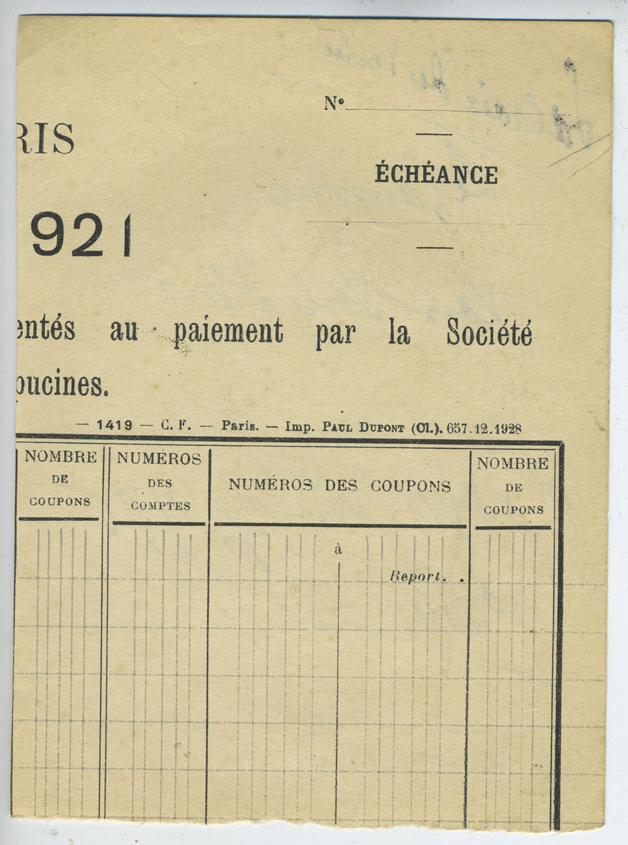 N°
RIS
ÉCHÉANCE
921
entés au paiement par la Société
pucines.
— 1419 — C. F. — Paris. — Imp. PAUL DUPONT (Cl.). 657.12.1928
NOMBRE DE COUPONS
NUMÉROS DES COMPTES
NUMÉROS DES COUPONS
NOMBRE DE COUPONS
à
Report. .